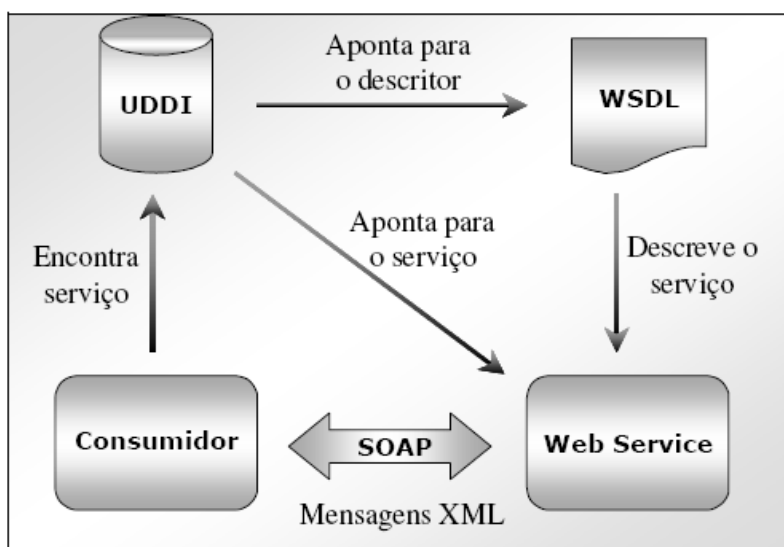 Aponta para
o descritor
UDDI
WSDL
Encontra
serviço
Aponta para
o serviço
Descreve o
serviço
Consumidor
SOAP
Web Service
Mensagens XML